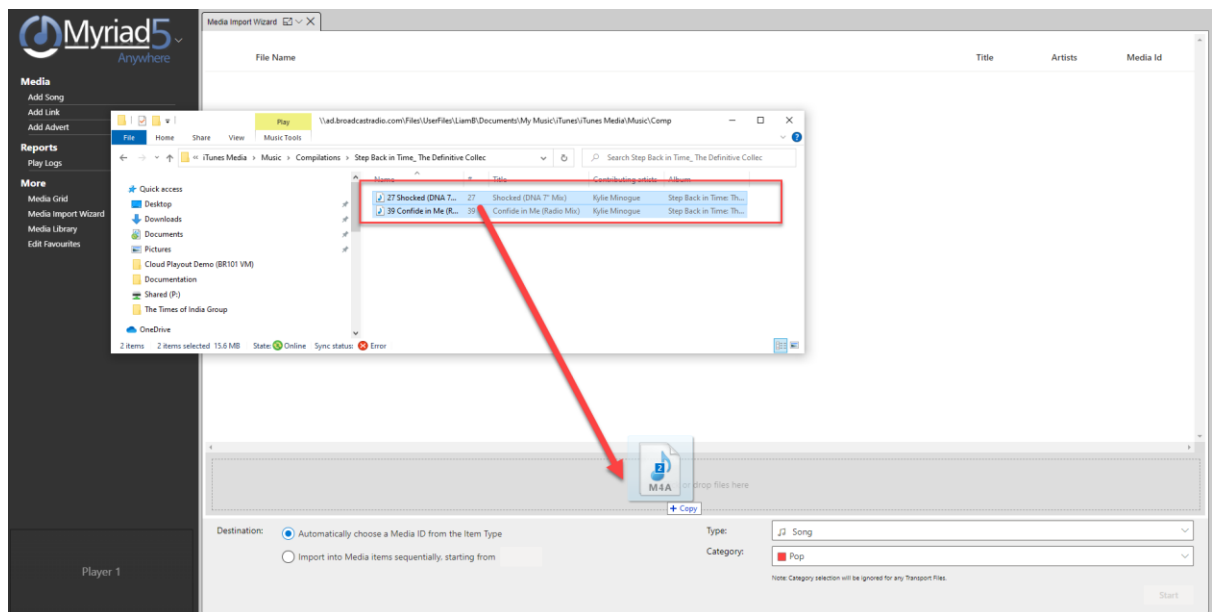 Myriad5
Anywhere
Media Import Wizard
File Name Title Artists Media Id
Media
Add Song
Add Link
Add Advert
Reports
Play Logs
More
Media Grid
Media Import Wizard
Media Library
Edit Favourites
Play \\ad.broadcastradio.com\Files\UserFiles\LiamB\Documents\My Music\iTunes\iTunes Media\Music\Comp
File Home Share View Music Tools
« iTunes Media > Music > Compilations > Step Back in Time_ The Definitive Collec Search Step Back in Time_ The Definitive Collec
Name # Title Contributing artists Album
27 Shocked (DNA 7... 27 Shocked (DNA 7" Mix) Kylie Minogue Step Back in Time: Th...
39 Confide in Me (R... 39 Confide in Me (Radio Mix) Kylie Minogue Step Back in Time: Th...
Quick access
Desktop
Downloads
Documents
Pictures
Cloud Playout Demo (BR101 VM)
Documentation
Shared (P:)
The Times of India Group
OneDrive
2 items 2 items selected 15.6 MB State: Online Sync status: Error
2
M4A
or drop files here
+ Copy
Destination: Automatically choose a Media ID from the Item Type
Import into Media items sequentially, starting from
Type: Song
Category: Pop
Note: Category selection will be ignored for any Transport Files.
Start
Player 1